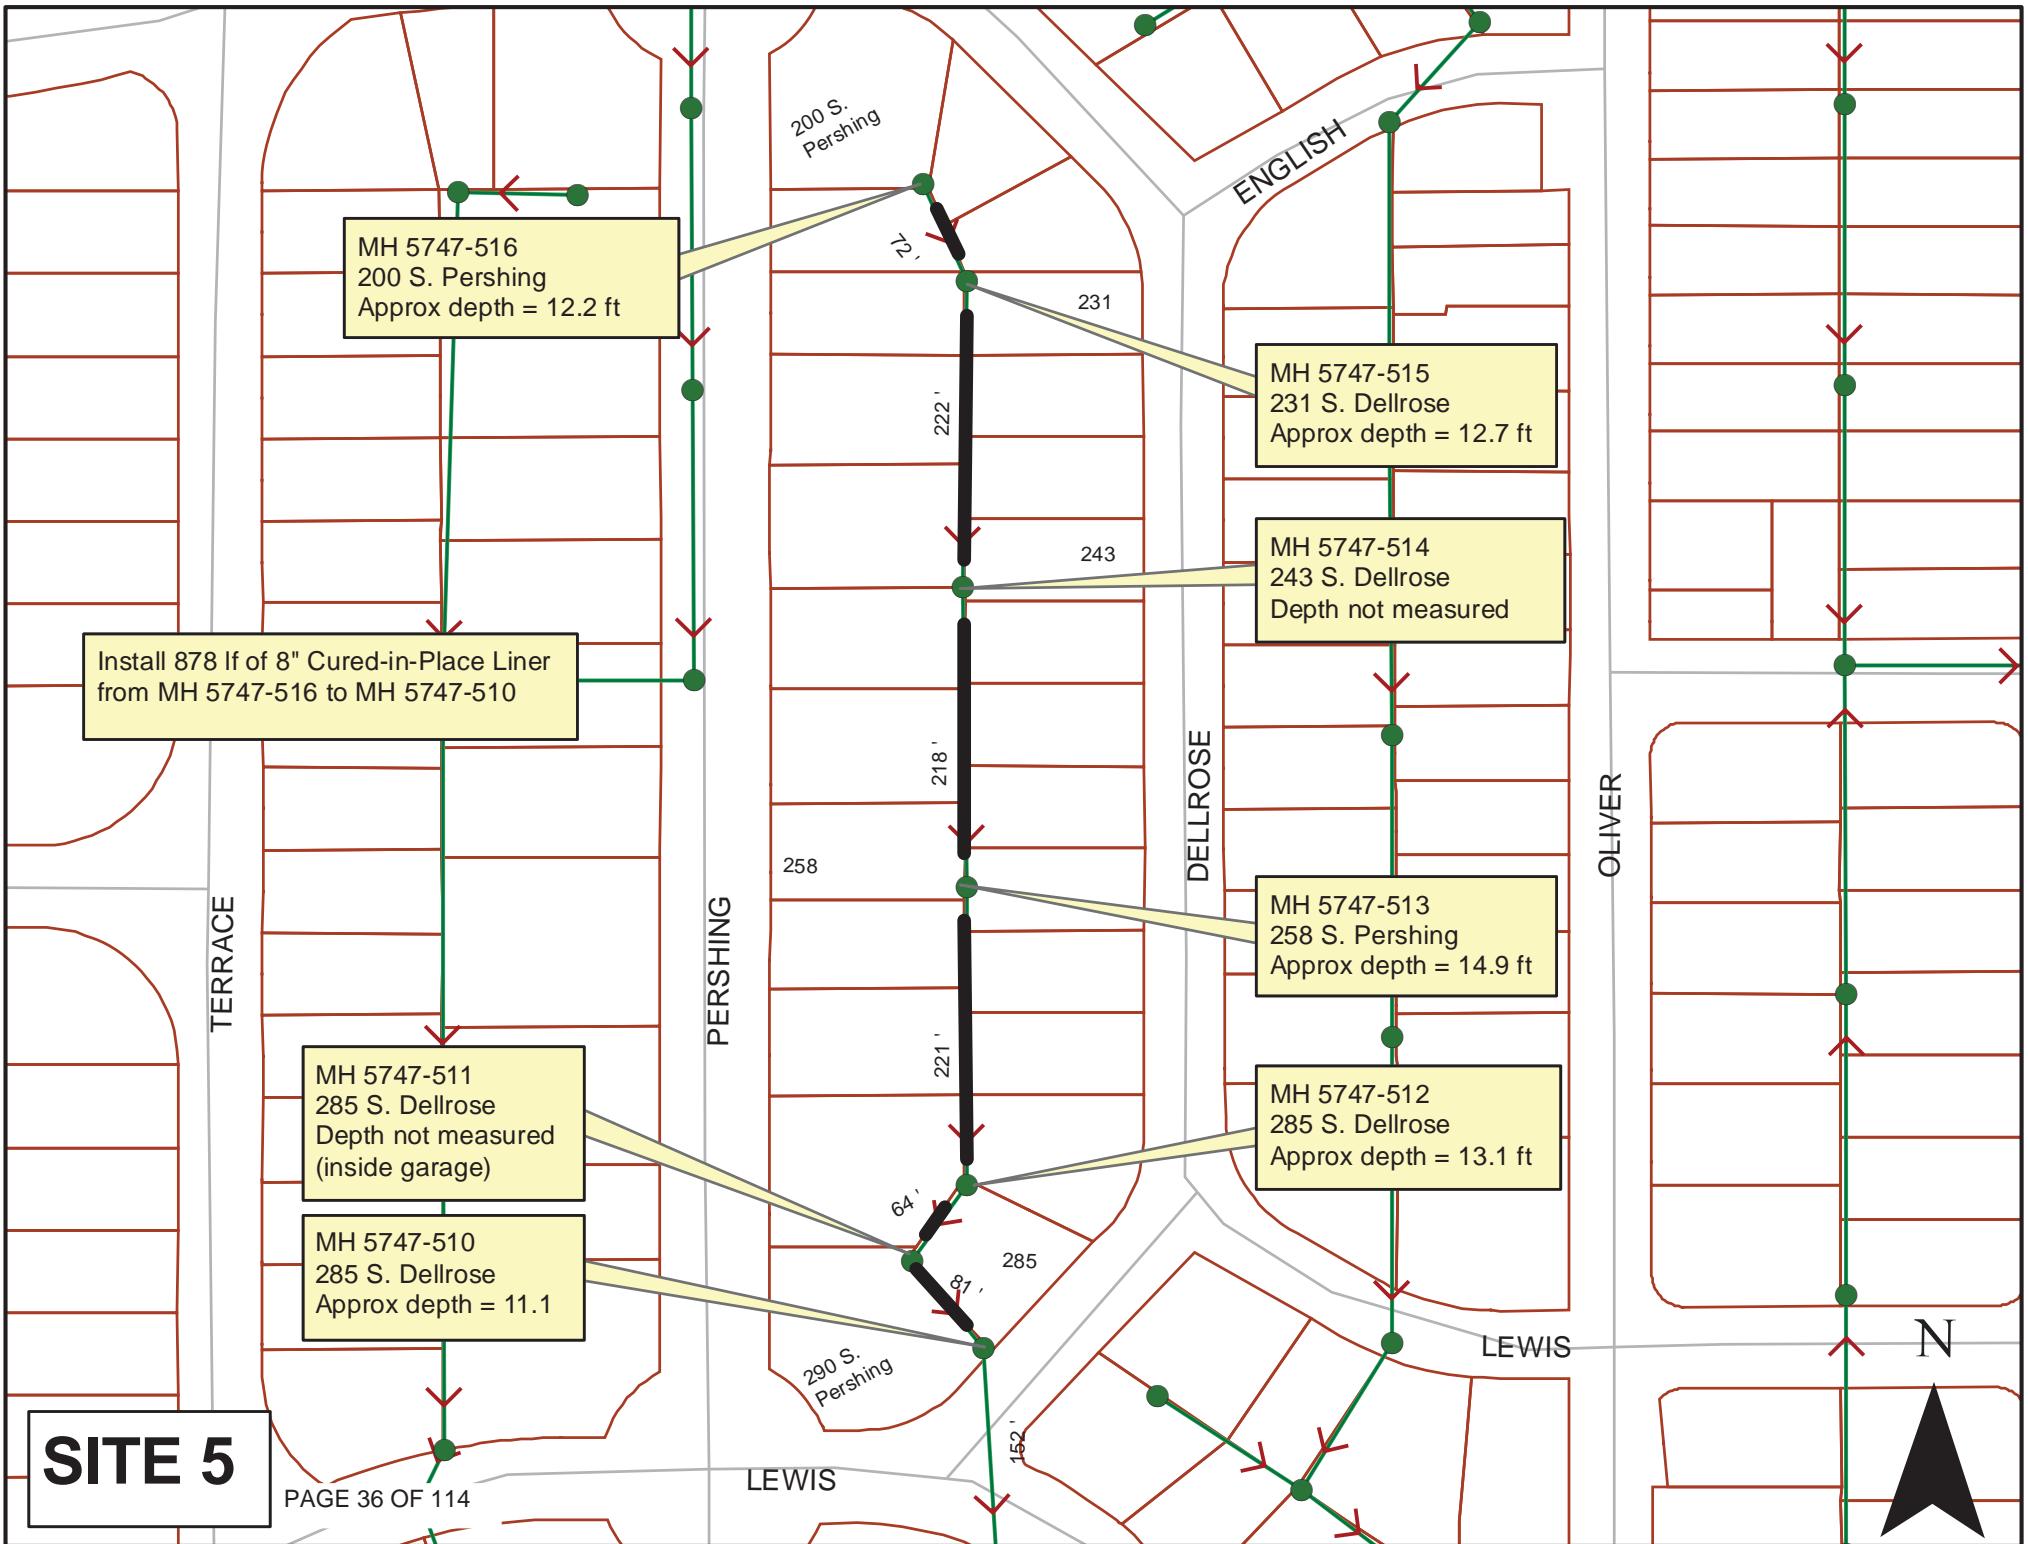 200 S.
Pershing
ENGLISH
MH 5747-516
200 S. Pershing
Approx depth = 12.2 ft
72 '
231
222 '
MH 5747-515
231 S. Dellrose
Approx depth = 12.7 ft
243
MH 5747-514
243 S. Dellrose
Depth not measured
Install 878 lf of 8" Cured-in-Place Liner
from MH 5747-516 to MH 5747-510
218 '
DELLROSE
OLIVER
258
TERRACE
PERSHING
MH 5747-513
258 S. Pershing
Approx depth = 14.9 ft
221 '
MH 5747-511
285 S. Dellrose
Depth not measured
(inside garage)
MH 5747-512
285 S. Dellrose
Approx depth = 13.1 ft
64 '
285
81 '
MH 5747-510
285 S. Dellrose
Approx depth = 11.1
290 S.
Pershing
LEWIS
N
152 '
SITE 5
PAGE 36 OF 114
LEWIS